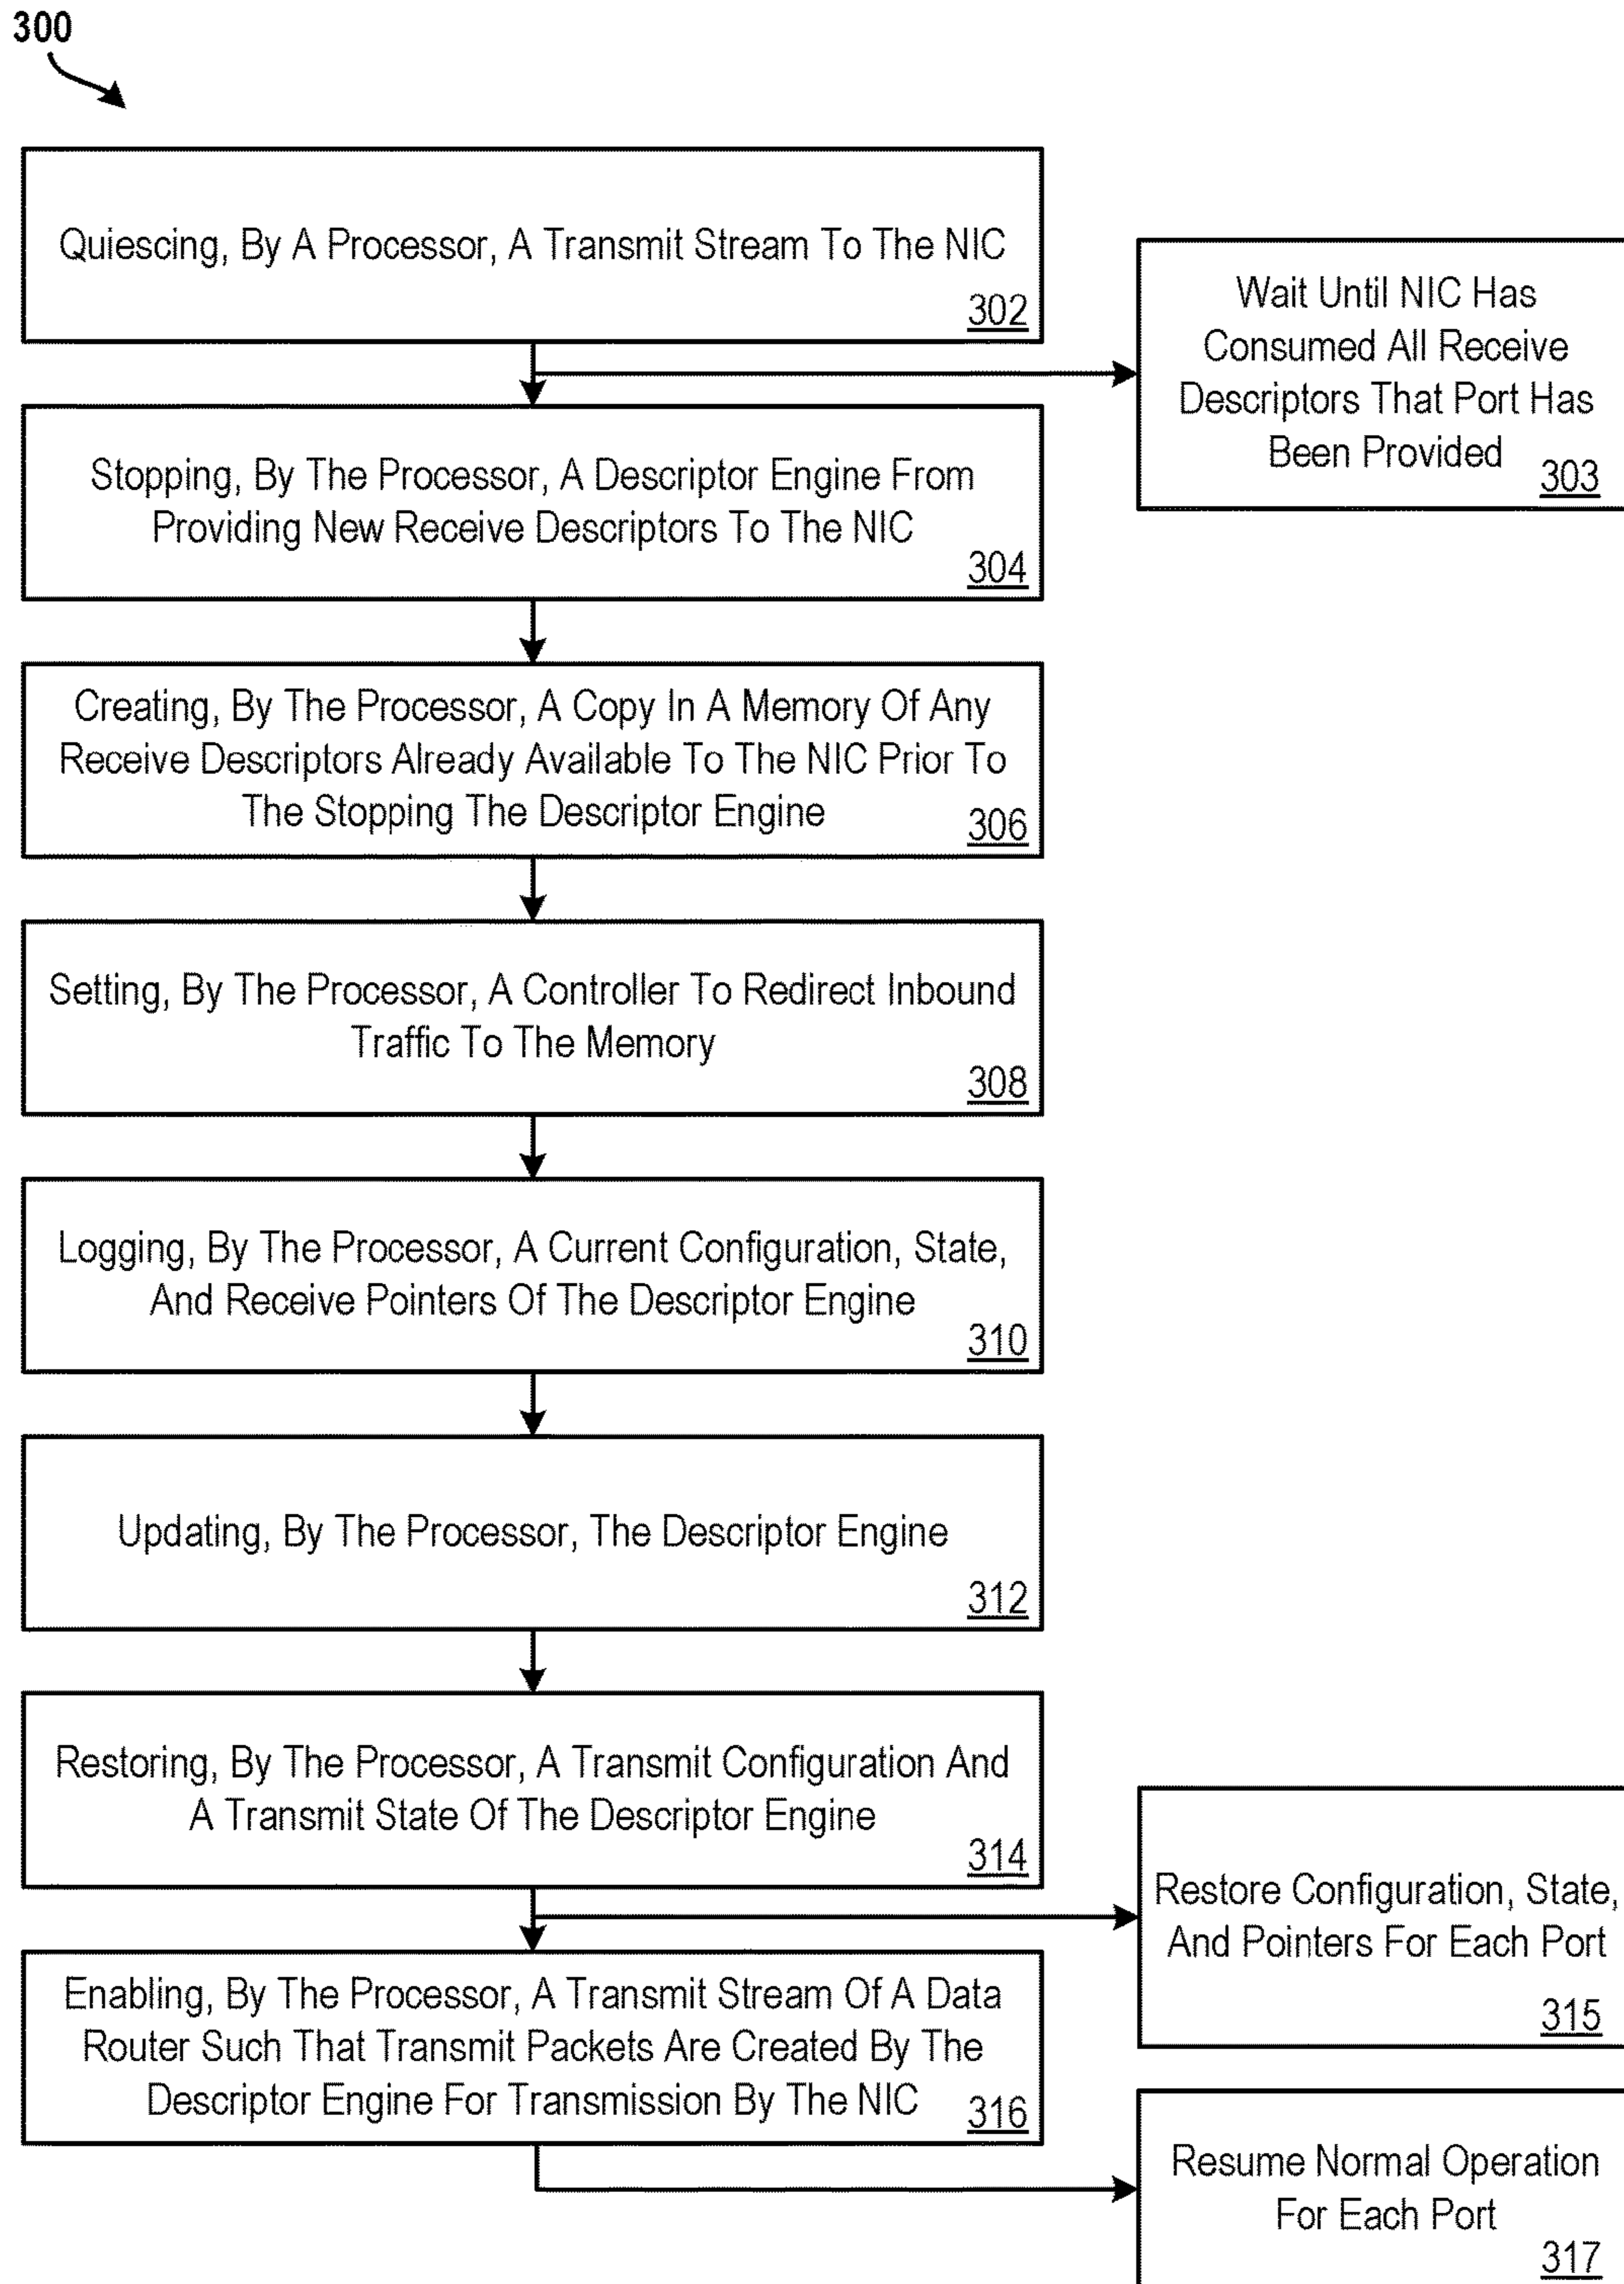 300
Quiescing, By A Processor, A Transmit Stream To The NIC
302
Wait Until NIC Has
Consumed All Receive
Descriptors That Port Has
Been Provided
303
Stopping, By The Processor, A Descriptor Engine From
Providing New Receive Descriptors To The NIC
304
Creating, By The Processor, A Copy In A Memory Of Any
Receive Descriptors Already Available To The NIC Prior To
The Stopping The Descriptor Engine
306
Setting, By The Processor, A Controller To Redirect Inbound
Traffic To The Memory
308
Logging, By The Processor, A Current Configuration, State,
And Receive Pointers Of The Descriptor Engine
310
Updating, By The Processor, The Descriptor Engine
312
Restoring, By The Processor, A Transmit Configuration And
A Transmit State Of The Descriptor Engine
314
Restore Configuration, State,
And Pointers For Each Port
315
Enabling, By The Processor, A Transmit Stream Of A Data
Router Such That Transmit Packets Are Created By The
Descriptor Engine For Transmission By The NIC
316
Resume Normal Operation
For Each Port
317